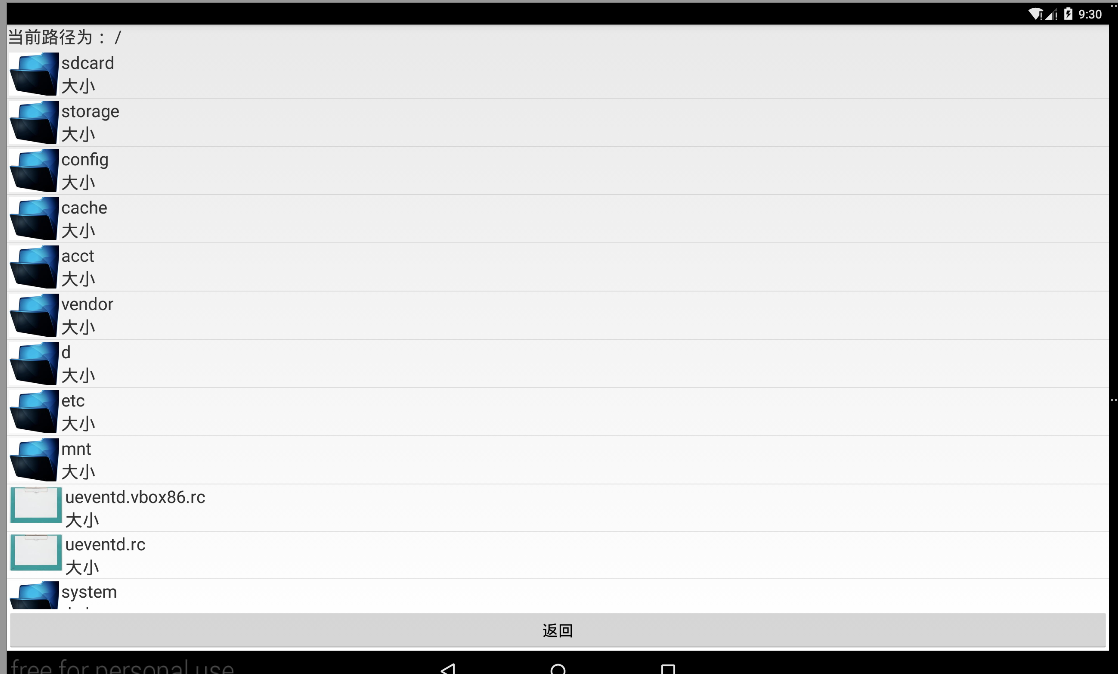 9:30
当前路径为：/
sdcard
大小
storage
大小
config
大小
cache
大小
acct
大小
vendor
大小
d
大小
etc
大小
mnt
大小
ueventd.vbox86.rc
大小
ueventd.rc
大小
system
返回
free for personal use